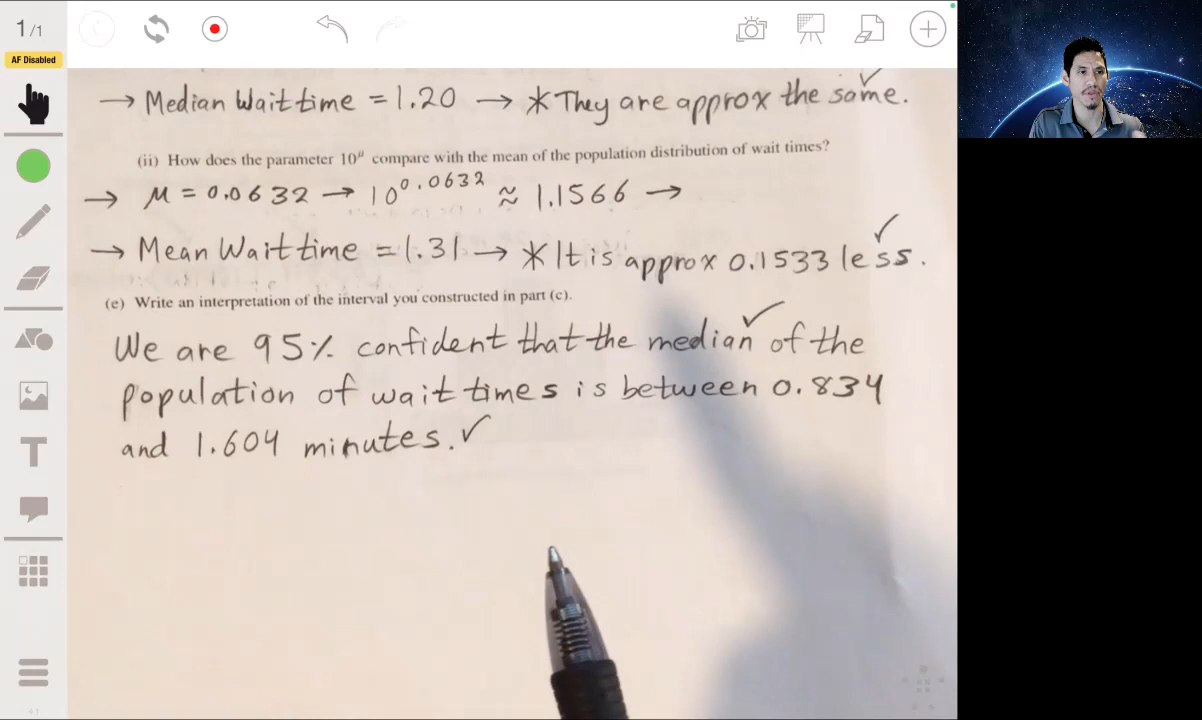 1/1
AF Disabled
→ Median Wait time = 1.20 → * They are approx the same. ✓
(ii) How does the parameter 10^μ compare with the mean of the population distribution of wait times?
→ μ = 0.0632 → 10^0.0632 ≈ 1.1566 →
→ Mean Wait time = 1.31 → * It is approx 0.1533 less. ✓
(e) Write an interpretation of the interval you constructed in part (c).
We are 95% confident that the median ✓ of the
population of wait times is between 0.834
and 1.604 minutes. ✓
T